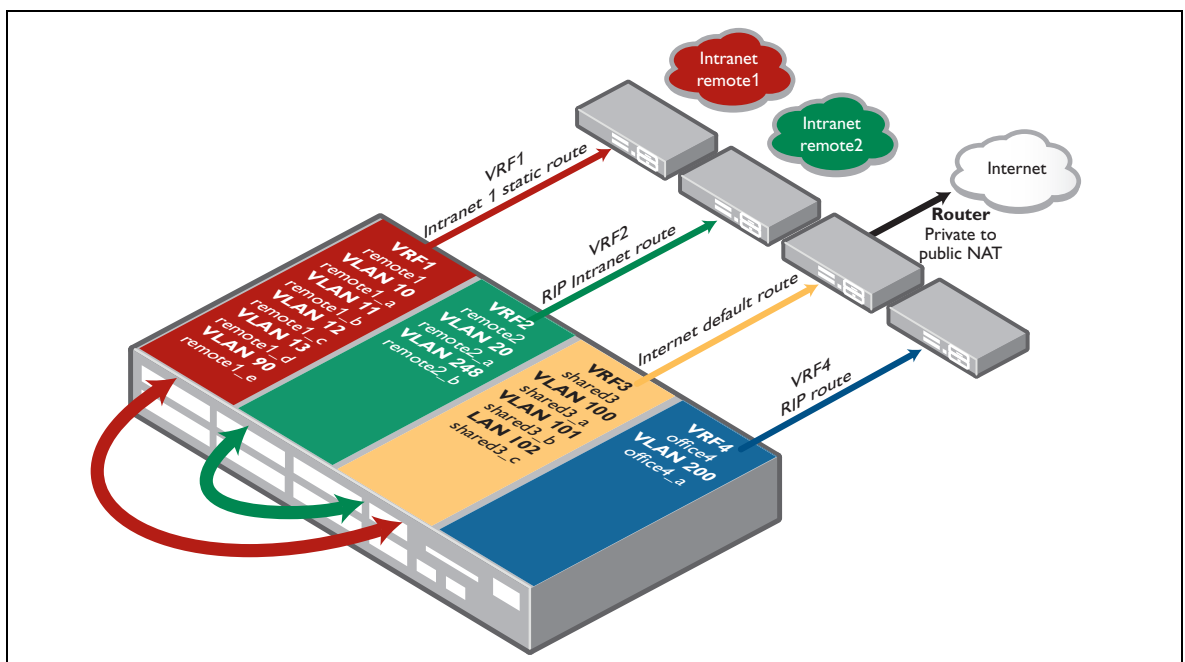 Intranet
remote1
Intranet
remote2
Internet
Router
Private to
public NAT
VRF1
Intranet 1 static route
VRF2
RIP Intranet route
Internet default route
VRF4
RIP route
VRF1
remote1
VLAN 10
remote1_a
VLAN 11
remote1_b
VLAN 12
remote1_c
VLAN 13
remote1_d
VLAN 90
remote1_e
VRF2
remote2
VLAN 20
remote2_a
VLAN 248
remote2_b
VRF3
shared3
VLAN 100
shared3_a
VLAN 101
shared3_b
LAN 102
shared3_c
VRF4
office4
VLAN 200
office4_a